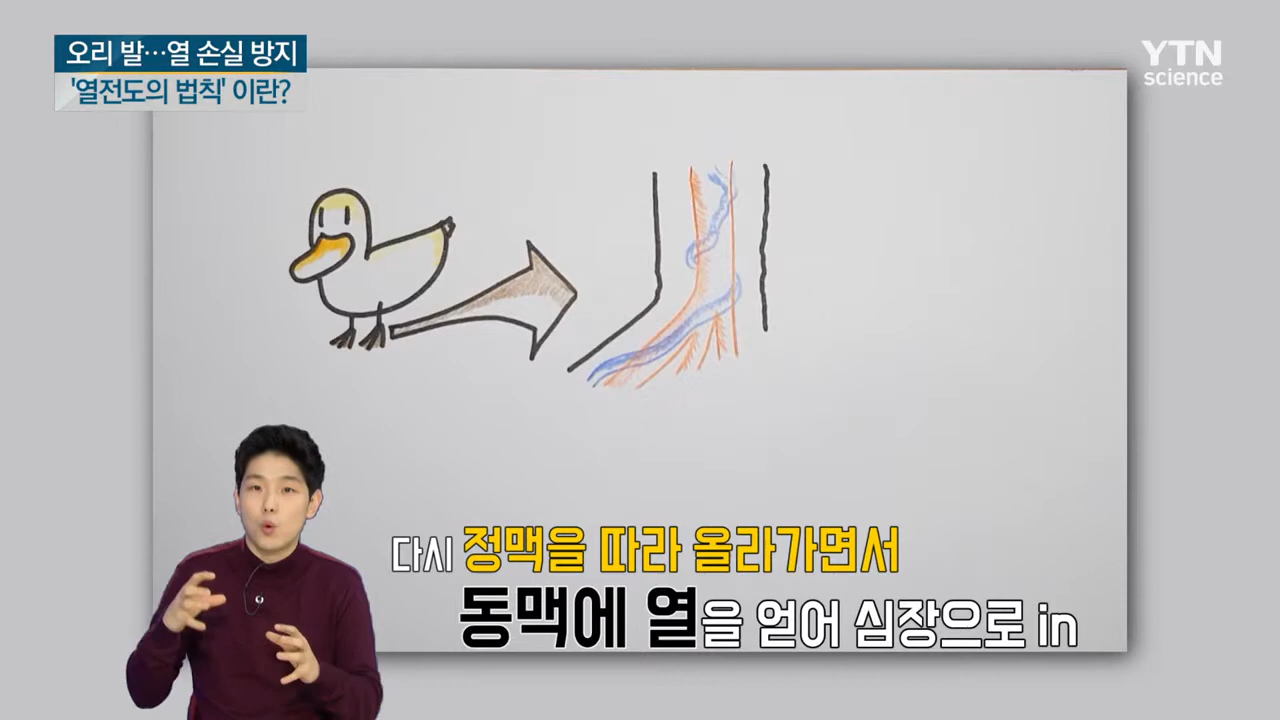 오리 발…열 손실 방지
'열전도의 법칙' 이란?
YTN
science
다시 정맥을 따라 올라가면서
동맥에 열을 얻어 심장으로 in